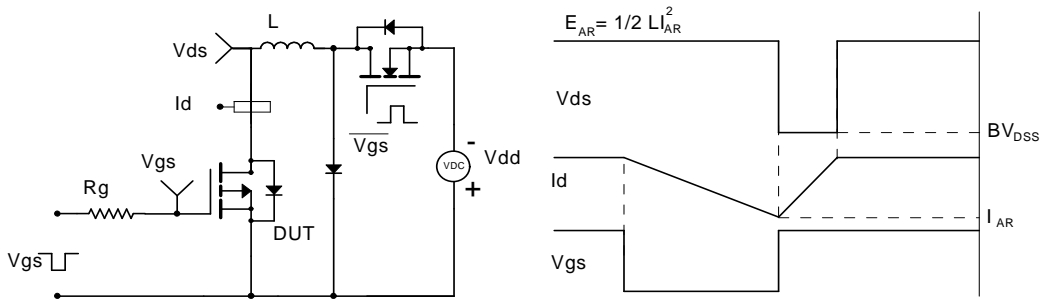 L
Vds
Id
Vgs
Vgs
Rg
DUT
Vgs
VDC
-
+
Vdd
E_AR = 1/2 LI_AR^2
Vds
BV_DSS
Id
I_AR
Vgs